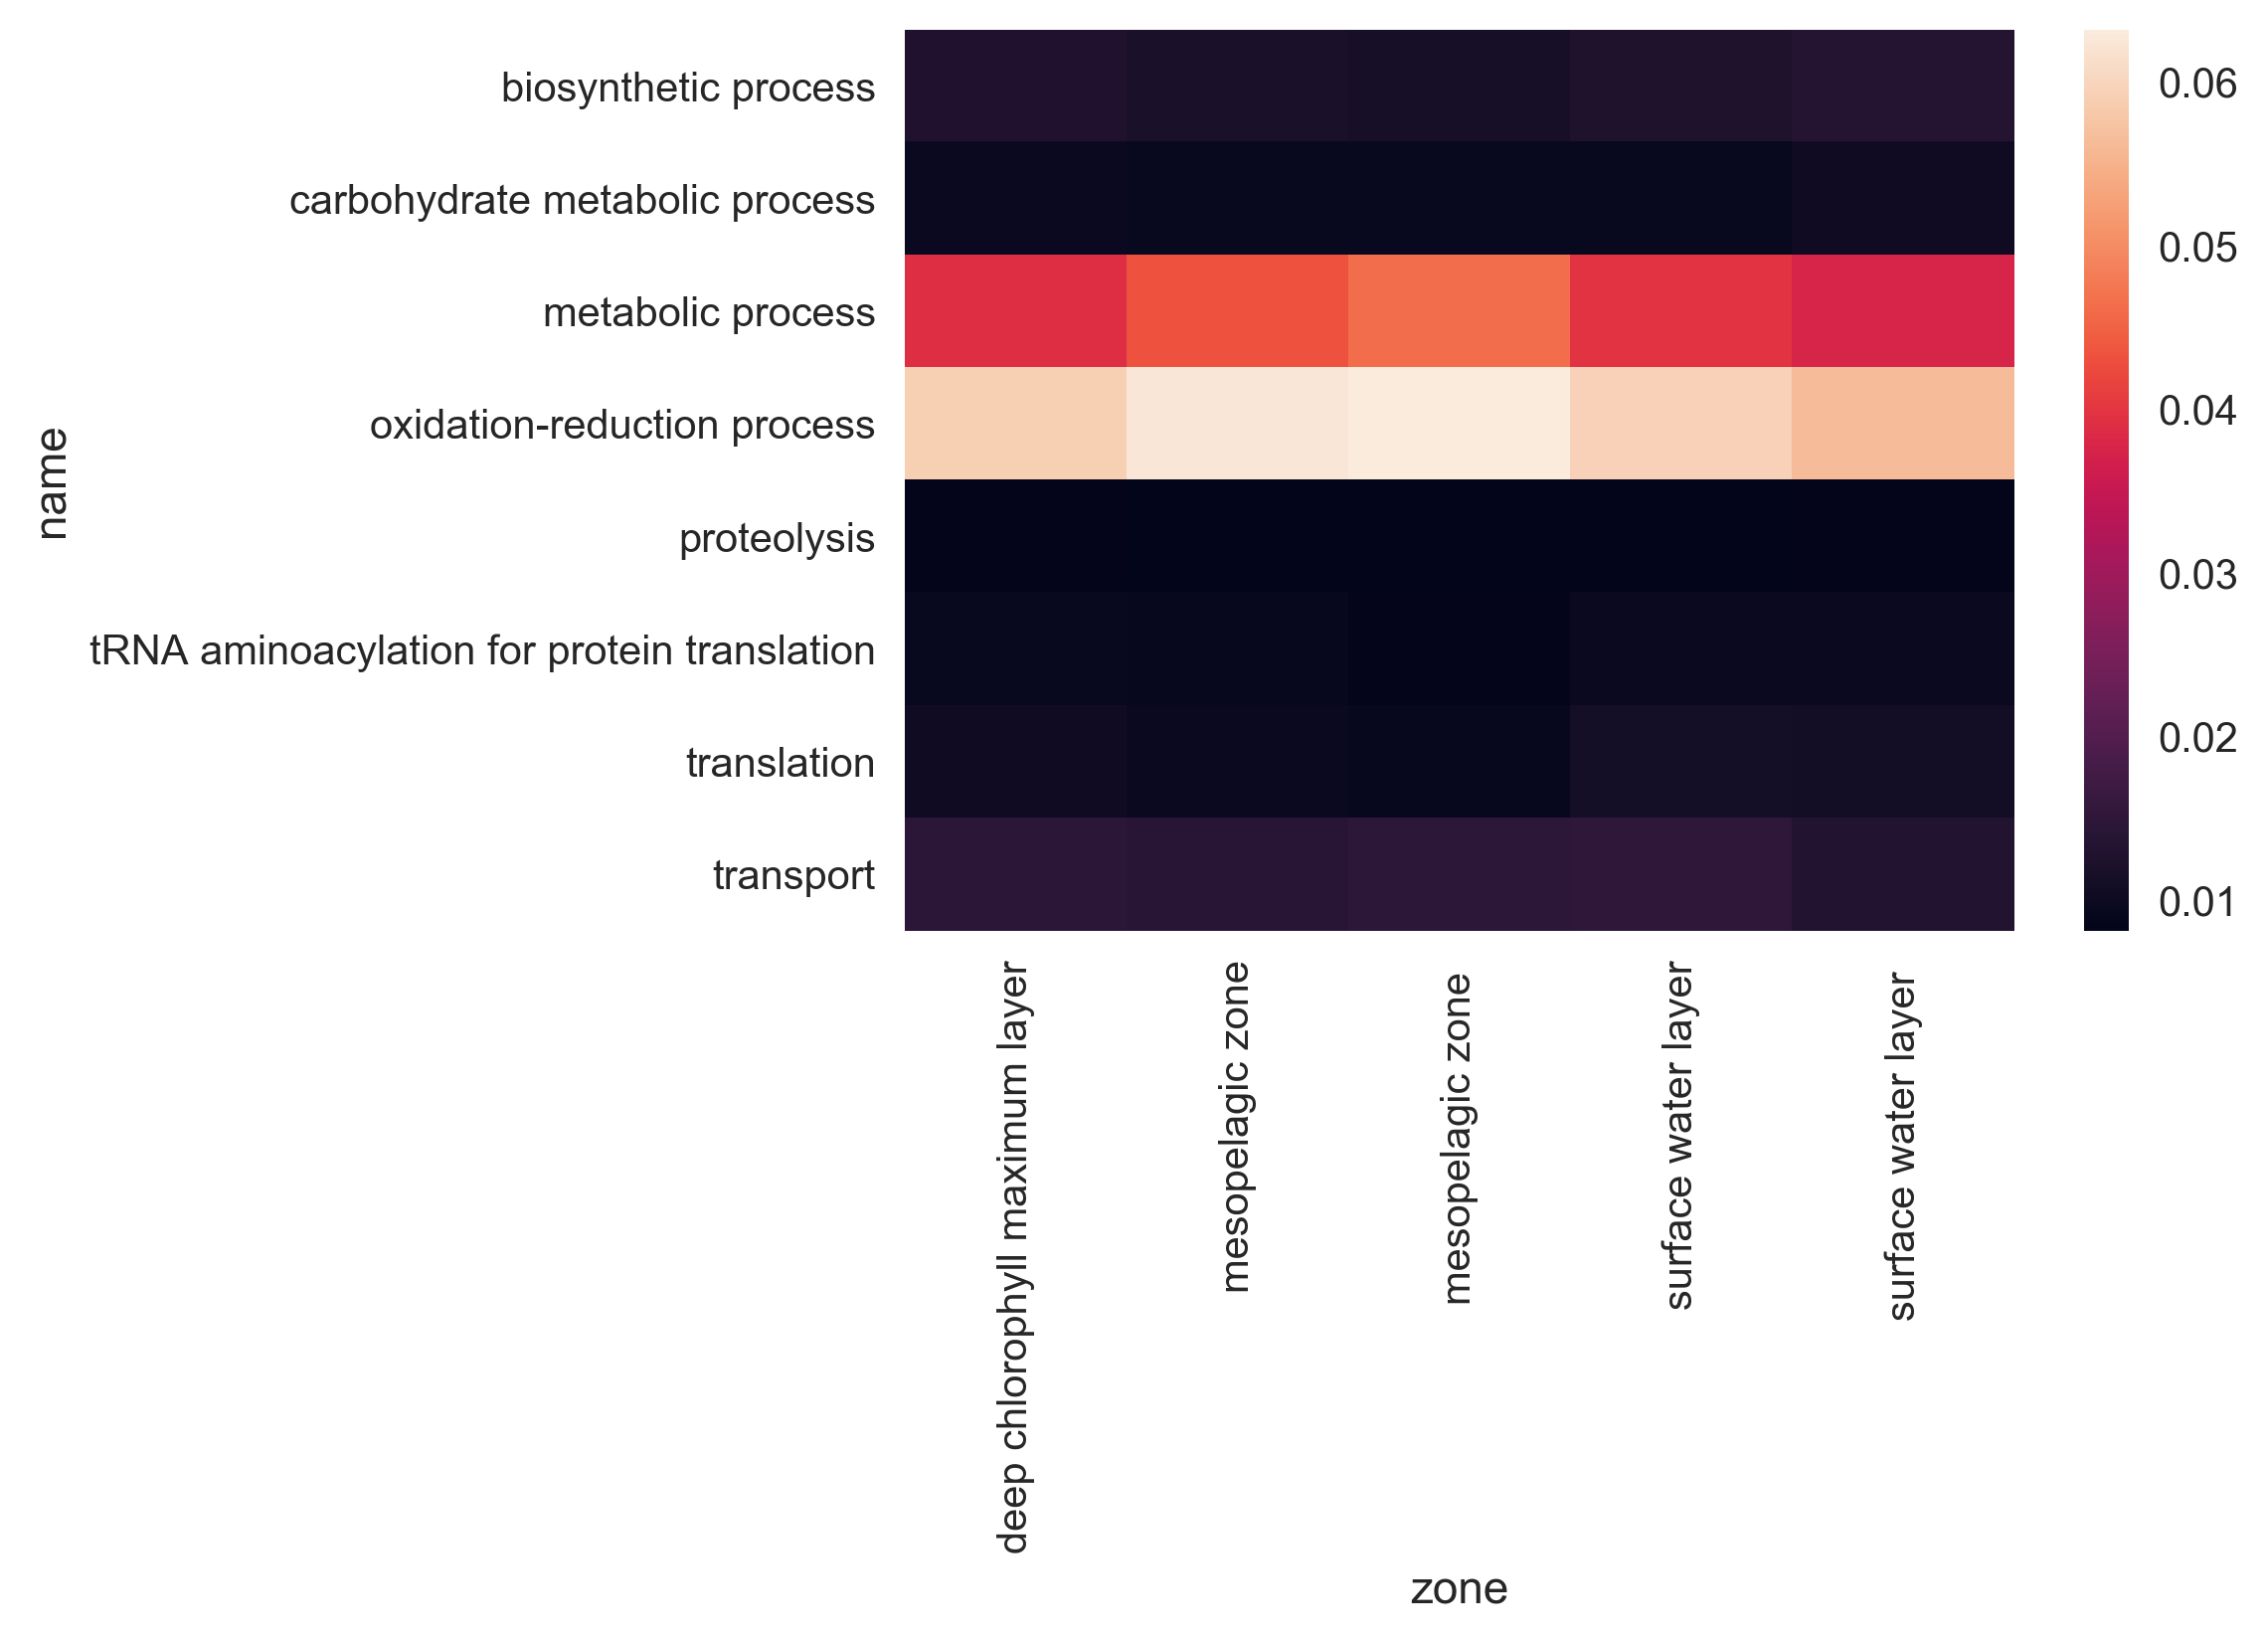 biosynthetic process
carbohydrate metabolic process
metabolic process
oxidation-reduction process
proteolysis
tRNA aminoacylation for protein translation
translation
transport
name
deep chlorophyll maximum layer
mesopelagic zone
mesopelagic zone
surface water layer
surface water layer
zone
0.06
0.05
0.04
0.03
0.02
0.01